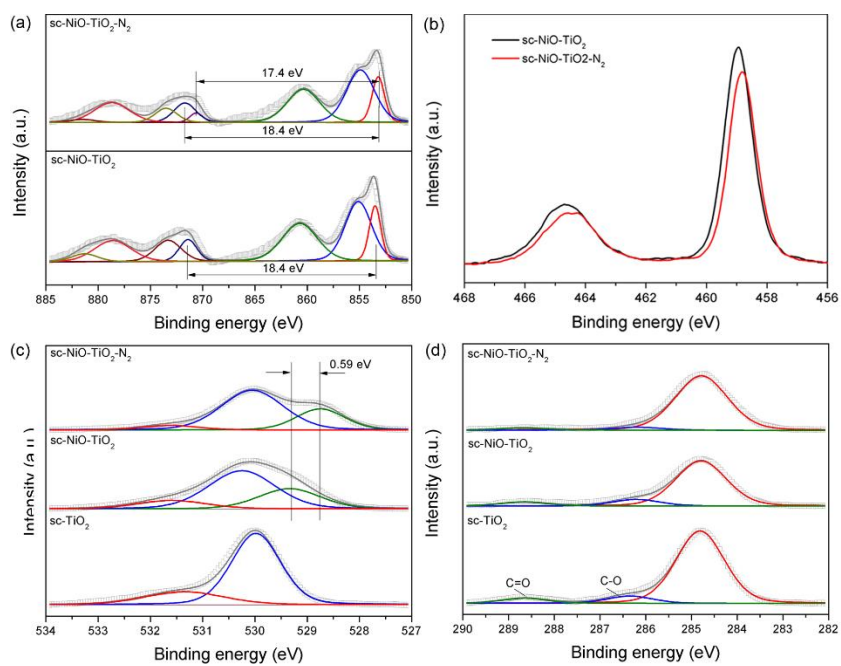 (a)
sc-NiO-TiO₂-N₂
17.4 eV
18.4 eV
sc-NiO-TiO₂
18.4 eV
Intensity (a.u.)
885 880 875 870 865 860 855 850
Binding energy (eV)
(b)
sc-NiO-TiO₂
sc-NiO-TiO2-N₂
Intensity (a.u.)
468 466 464 462 460 458 456
Binding energy (eV)
(c)
sc-NiO-TiO₂-N₂
0.59 eV
sc-NiO-TiO₂
sc-TiO₂
Intensity (a.u.)
534 533 532 531 530 529 528 527
Binding energy (eV)
(d)
sc-NiO-TiO₂-N₂
sc-NiO-TiO₂
sc-TiO₂
C=O
C-O
Intensity (a.u.)
290 289 288 287 286 285 284 283 282
Binding energy (eV)